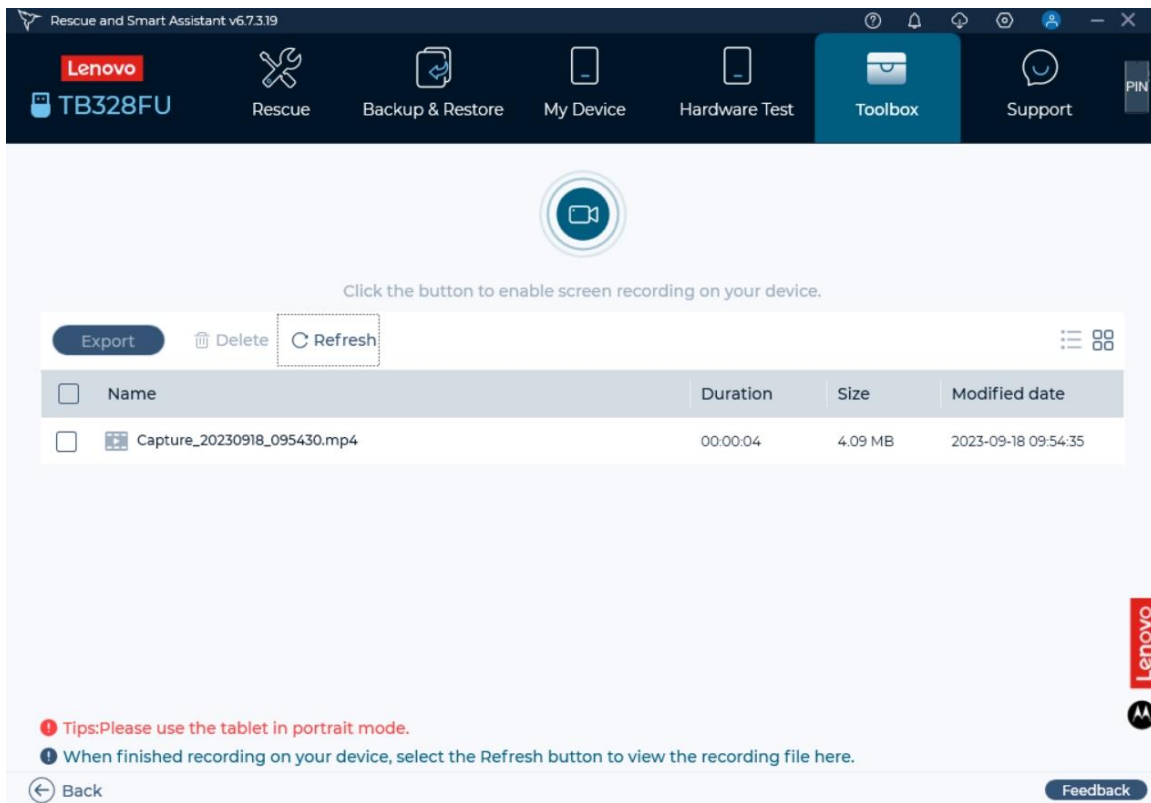 Rescue and Smart Assistant v6.7.3.19
Lenovo
TB328FU
Rescue
Backup & Restore
My Device
Hardware Test
Toolbox
Support
PIN
Click the button to enable screen recording on your device.
Export Delete Refresh
Name Duration Size Modified date
Capture_20230918_095430.mp4 00:00:04 4.09 MB 2023-09-18 09:54:35
Lenovo
Tips:Please use the tablet in portrait mode.
When finished recording on your device, select the Refresh button to view the recording file here.
Back Feedback